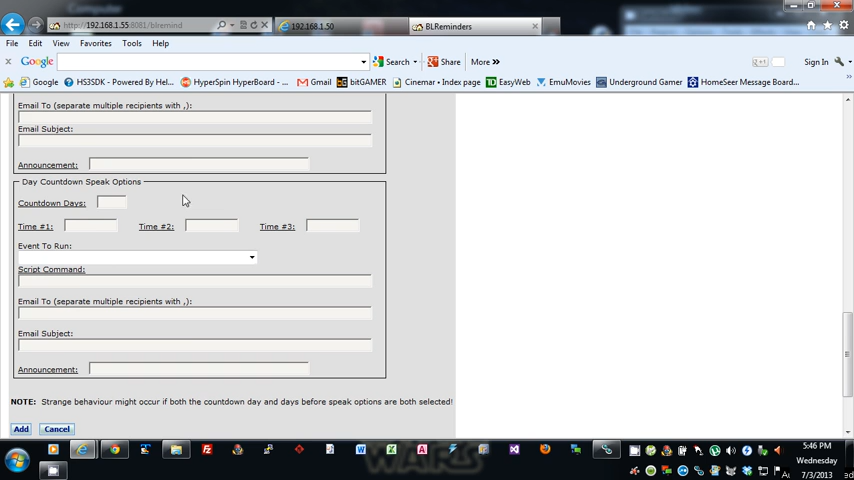 http://192.168.1.55:8081/blremind
192.168.1.50
BLReminders
File Edit View Favorites Tools Help
Google
Search
Share
More »
Sign In
Google
HS3SDK - Powered By Hel...
HyperSpin HyperBoard - ...
Gmail
bitGAMER
Cinemar • Index page
EasyWeb
EmuMovies
Underground Gamer
HomeSeer Message Board...
Email To (separate multiple recipients with ,):
Email Subject:
Announcement:
Day Countdown Speak Options
Countdown Days:
Time #1: Time #2: Time #3:
Event To Run:
Script Command:
Email To (separate multiple recipients with ,):
Email Subject:
Announcement:
NOTE: Strange behaviour might occur if both the countdown day and days before speak options are both selected!
Add Cancel
WARS
5:46 PM
Wednesday
7/3/2013